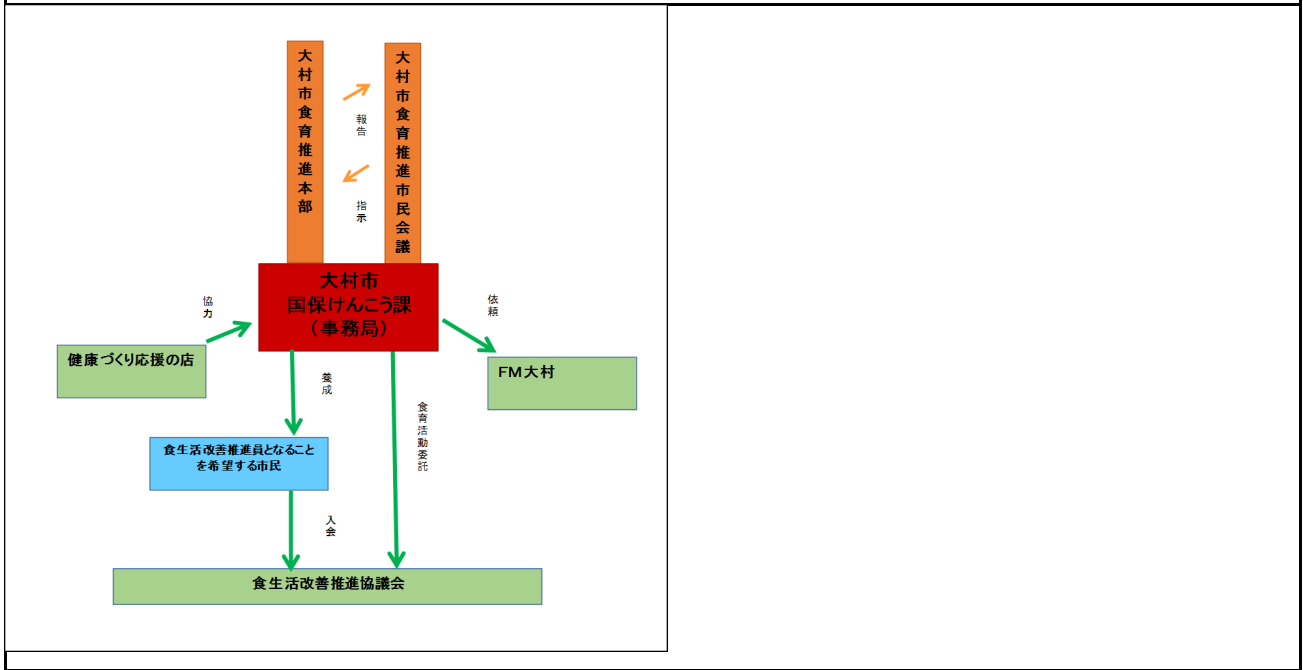 大村市食育推進本部
大村市食育推進市民会議
報告
指示
大村市
国保けんこう課
（事務局）
協力
依頼
健康づくり応援の店
FM大村
養成
食育活動委託
食生活改善推進員となること
を希望する市民
入会
食生活改善推進協議会